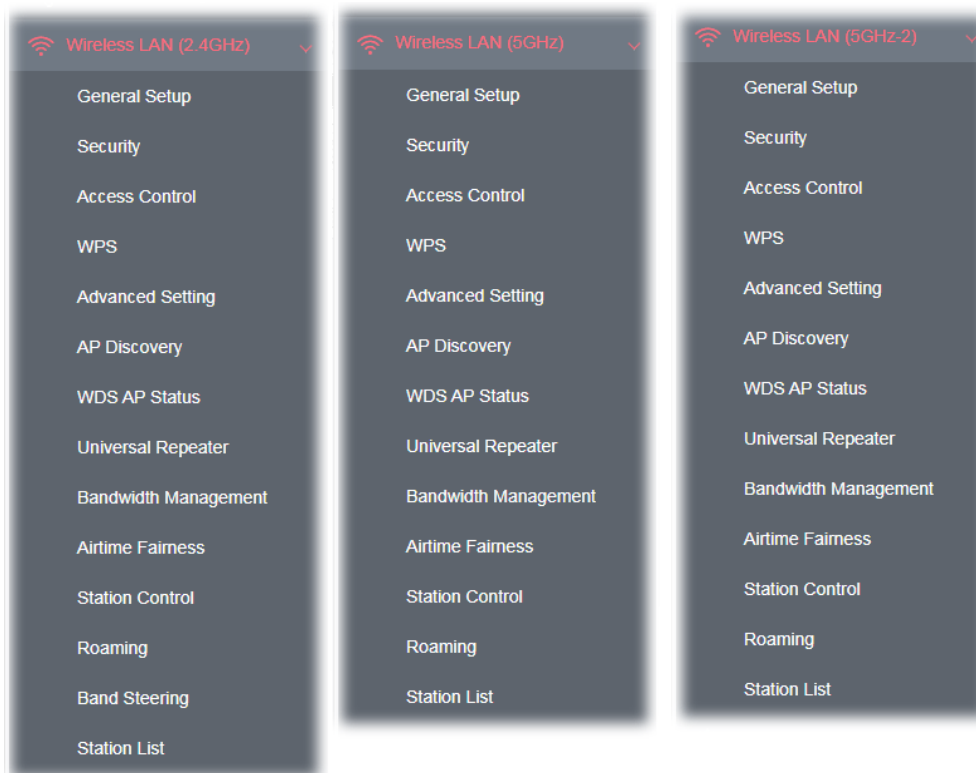 Wireless LAN (2.4GHz)
General Setup
Security
Access Control
WPS
Advanced Setting
AP Discovery
WDS AP Status
Universal Repeater
Bandwidth Management
Airtime Fairness
Station Control
Roaming
Band Steering
Station List
Wireless LAN (5GHz)
General Setup
Security
Access Control
WPS
Advanced Setting
AP Discovery
WDS AP Status
Universal Repeater
Bandwidth Management
Airtime Fairness
Station Control
Roaming
Station List
Wireless LAN (5GHz-2)
General Setup
Security
Access Control
WPS
Advanced Setting
AP Discovery
WDS AP Status
Universal Repeater
Bandwidth Management
Airtime Fairness
Station Control
Roaming
Station List